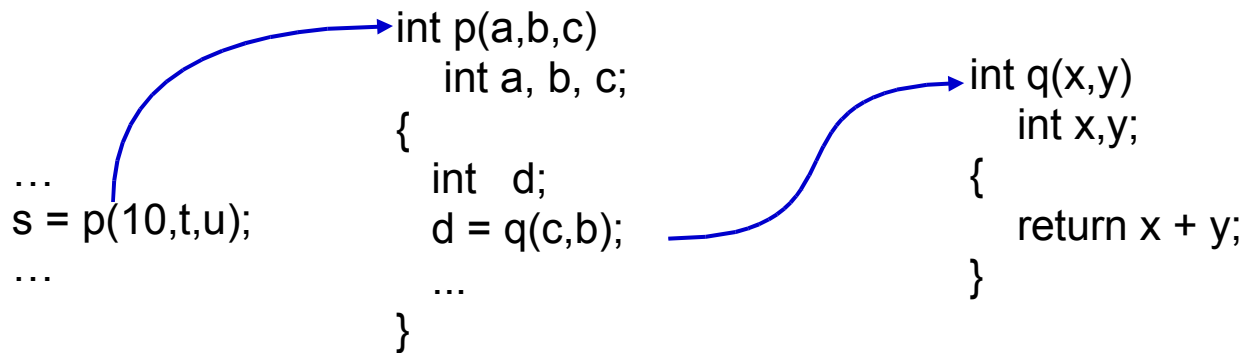 …
s = p(10,t,u);
…
int p(a,b,c)
int a, b, c;
{
int d;
d = q(c,b);
...
}
int q(x,y)
int x,y;
{
return x + y;
}